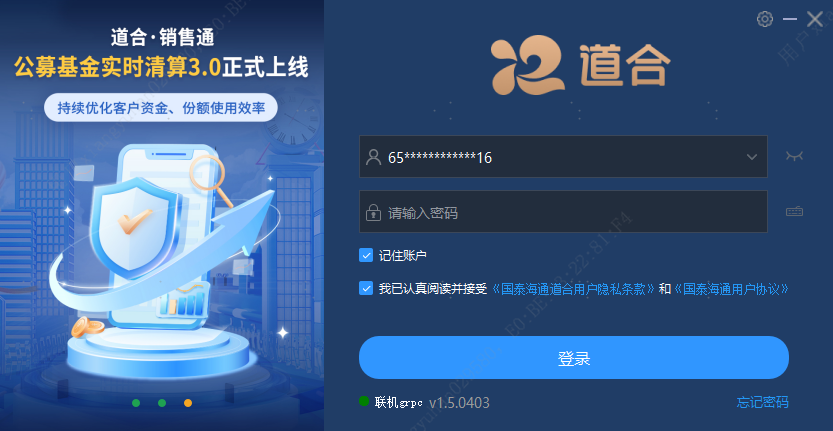 道合·销售通
公募基金实时清算3.0正式上线
持续优化客户资金、份额使用效率
道合
65************16
请输入密码
记住账户
我已认真阅读并接受《国泰海通道合用户隐私条款》和《国泰海通用户协议》
登录
联机grpc v1.5.0403
忘记密码